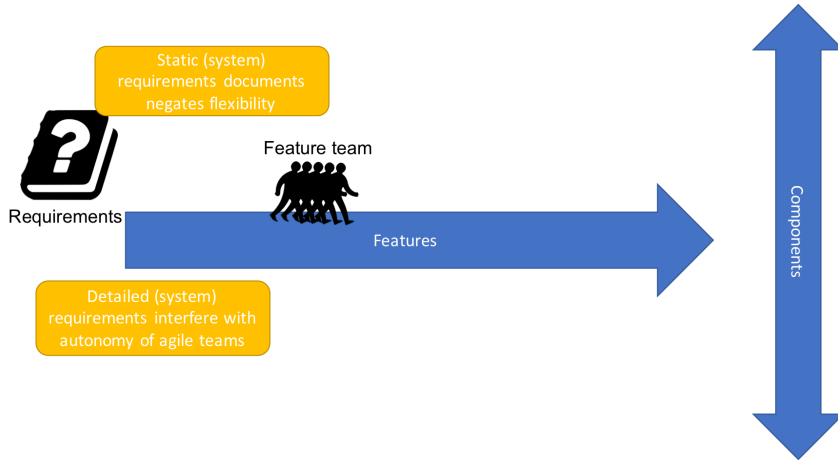 Static (system)
requirements documents
negates flexibility
?
Feature team
Requirements
Features
Components
Detailed (system)
requirements interfere with
autonomy of agile teams